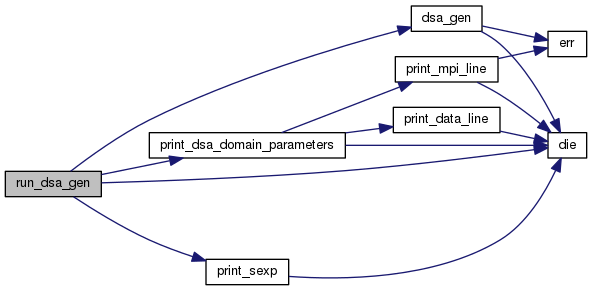 dsa_gen
err
print_mpi_line
print_data_line
print_dsa_domain_parameters
die
run_dsa_gen
print_sexp